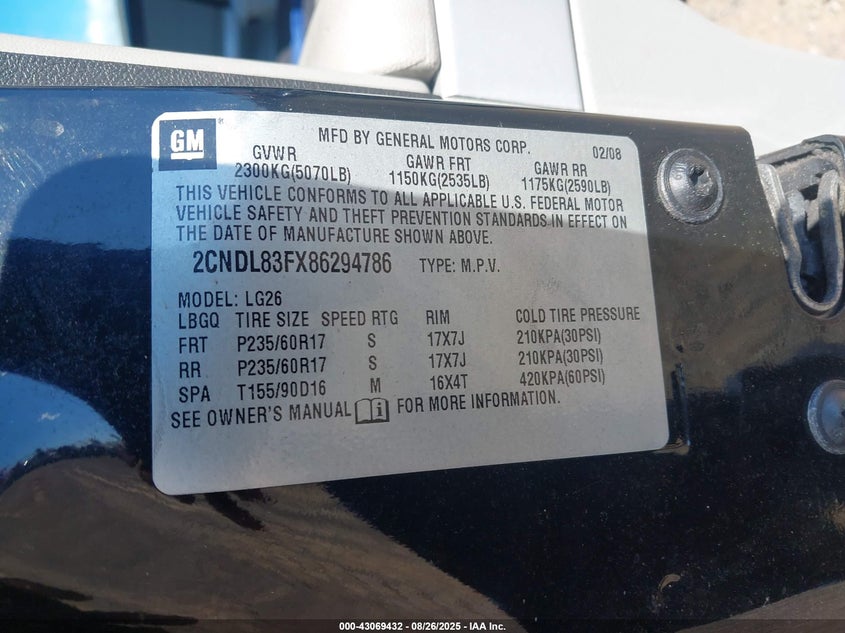 GM
MFD BY GENERAL MOTORS CORP. 02/08
GVWR GAWR FRT GAWR RR
2300KG(5070LB) 1150KG(2535LB) 1175KG(2590LB)
THIS VEHICLE CONFORMS TO ALL APPLICABLE U.S. FEDERAL MOTOR
VEHICLE SAFETY AND THEFT PREVENTION STANDARDS IN EFFECT ON
THE DATE OF MANUFACTURE SHOWN ABOVE.
2CNDL83FX86294786 TYPE: M.P.V.
MODEL: LG26
LBGQ TIRE SIZE SPEED RTG RIM COLD TIRE PRESSURE
FRT P235/60R17 S 17X7J 210KPA(30PSI)
RR P235/60R17 S 17X7J 210KPA(30PSI)
SPA T155/90D16 M 16X4T 420KPA(60PSI)
SEE OWNER'S MANUAL FOR MORE INFORMATION.
000-43069432 - 08/26/2025 - IAA Inc.